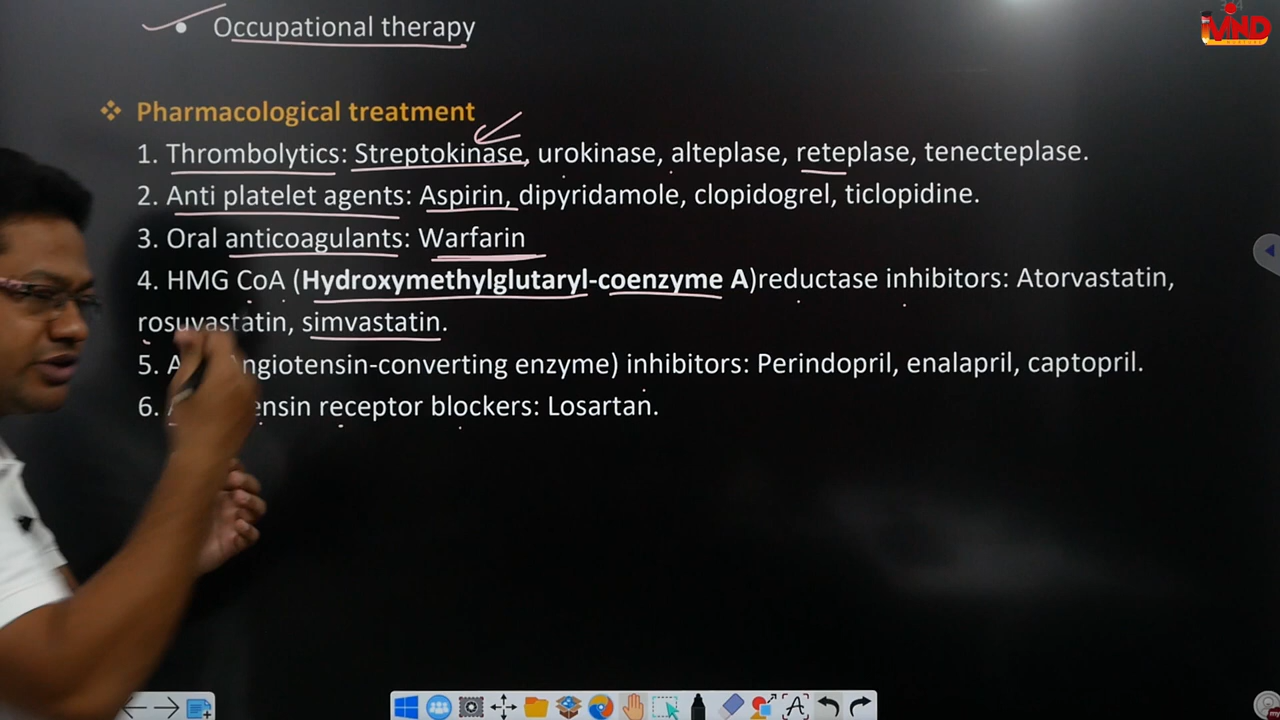 • Occupational therapy
❖ Pharmacological treatment
1. Thrombolytics: Streptokinase, urokinase, alteplase, reteplase, tenecteplase.
2. Anti platelet agents: Aspirin, dipyridamole, clopidogrel, ticlopidine.
3. Oral anticoagulants: Warfarin
4. HMG CoA (Hydroxymethylglutaryl-coenzyme A)reductase inhibitors: Atorvastatin,
rosuvastatin, simvastatin.
5. ngiotensin-converting enzyme) inhibitors: Perindopril, enalapril, captopril.
6. ensin receptor blockers: Losartan.
MIND